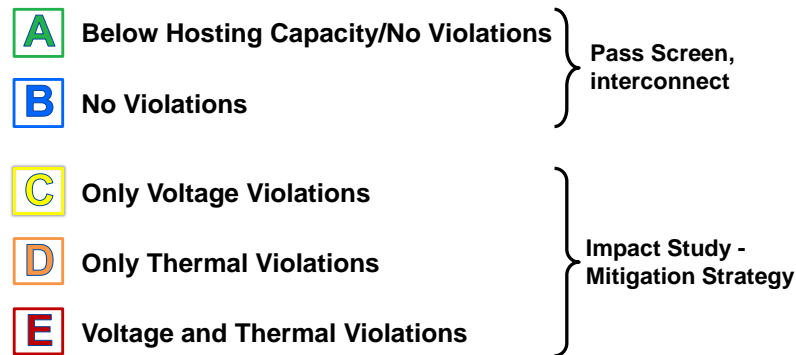 A Below Hosting Capacity/No Violations
B No Violations
Pass Screen,
interconnect
C Only Voltage Violations
D Only Thermal Violations
E Voltage and Thermal Violations
Impact Study -
Mitigation Strategy